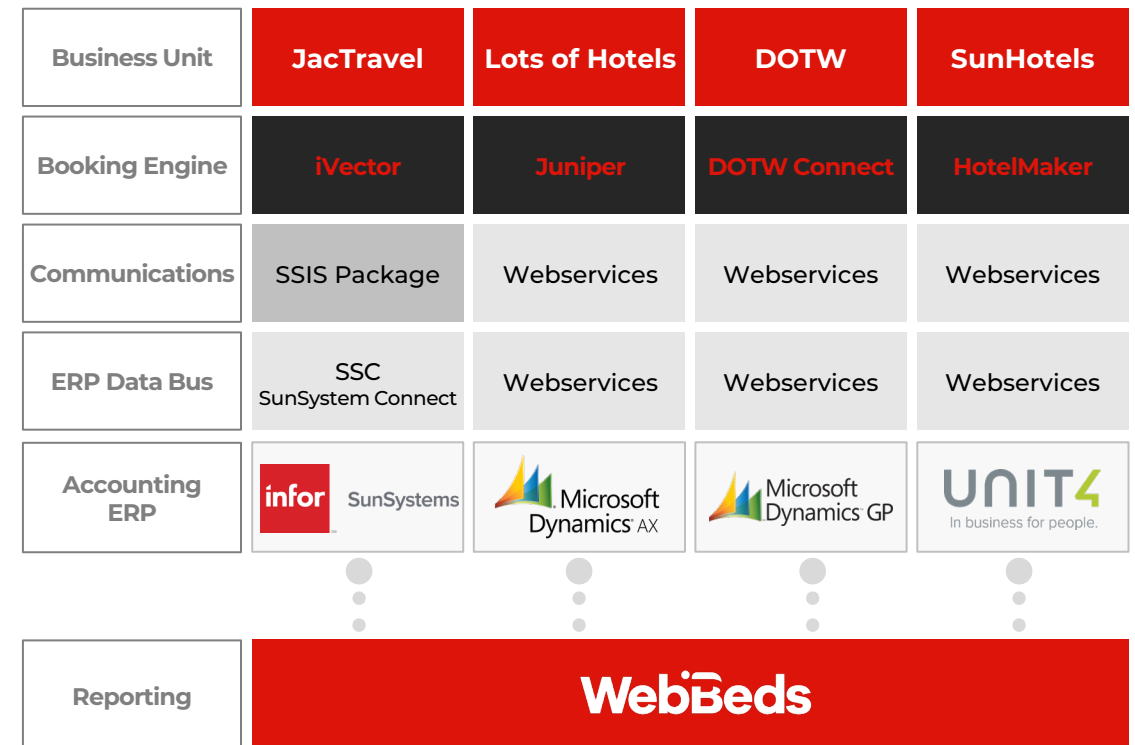 Business Unit
JacTravel
Lots of Hotels
DOTW
SunHotels
Booking Engine
iVector
Juniper
DOTW Connect
HotelMaker
Communications
SSIS Package
Webservices
Webservices
Webservices
ERP Data Bus
SSC
SunSystem Connect
Webservices
Webservices
Webservices
Accounting
ERP
infor
SunSystems
Microsoft
Dynamics AX
Microsoft
Dynamics GP
UNIT4
In business for people.
Reporting
WebBeds